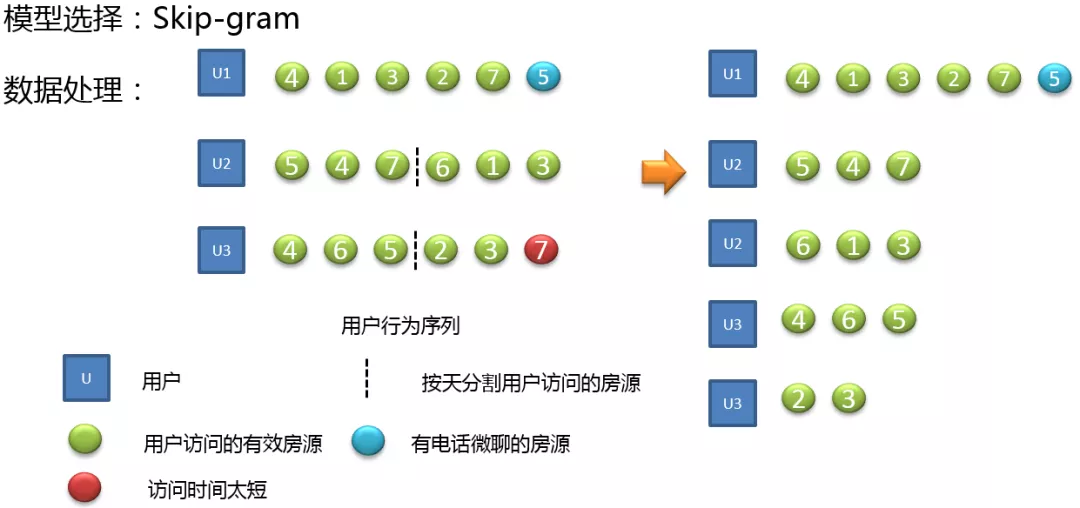 模型选择：Skip-gram
数据处理：
U1 4 1 3 2 7 5
U2 5 4 7 6 1 3
U3 4 6 5 2 3 7
U1 4 1 3 2 7 5
U2 5 4 7
U2 6 1 3
U3 4 6 5
U3 2 3
用户行为序列
U 用户
按天分割用户访问的房源
用户访问的有效房源
有电话微聊的房源
访问时间太短